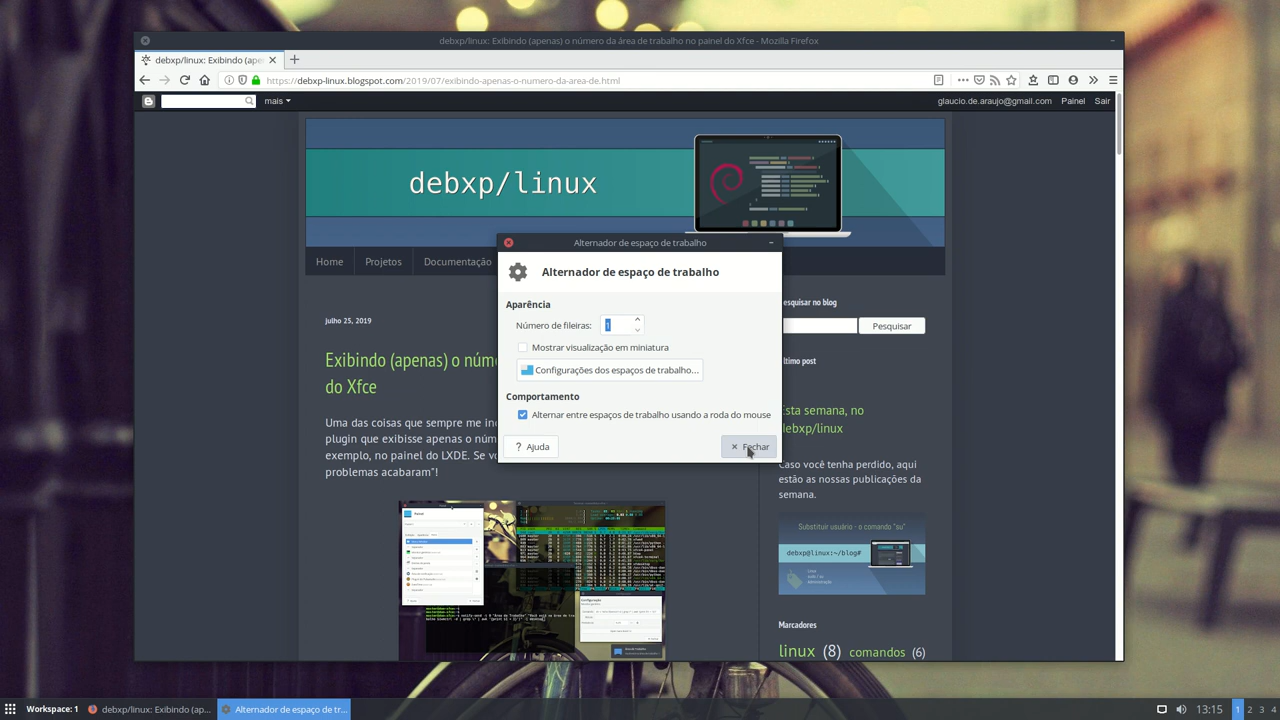 debxp/linux: Exibindo (apenas) o número da área de trabalho no painel do Xfce - Mozilla Firefox
debxp/linux: Exibindo (ape
https://debxp-linux.blogspot.com/2019/07/exibindo-apenas-o-numero-da-area-de.html
mais
glaucio.de.araujo@gmail.com Painel Sair
debxp/linux
Home Projetos Documentação
Alternador de espaço de trabalho
Alternador de espaço de trabalho
Aparência
Número de fileiras: 1
Mostrar visualização em miniatura
Configurações dos espaços de trabalho...
Comportamento
Alternar entre espaços de trabalho usando a roda do mouse
? Ajuda
Fechar
julho 25, 2019
Exibindo (apenas) o núm
do Xfce
Uma das coisas que sempre me in
plugin que exibisse apenas o núm
exemplo, no painel do LXDE. Se vo
problemas acabaram"!
esquisar no blog
Pesquisar
ltimo post
Esta semana, no
debxp/linux
Caso você tenha perdido, aqui
estão as nossas publicações da
semana.
Substituir usuário - o comando "su"
debxp@linux:~/blog#
Marcadores
linux (8) comandos (6)
Workspace: 1
debxp/linux: Exibindo (ap...
Alternador de espaço de tr...
13:15
1 2 3 4